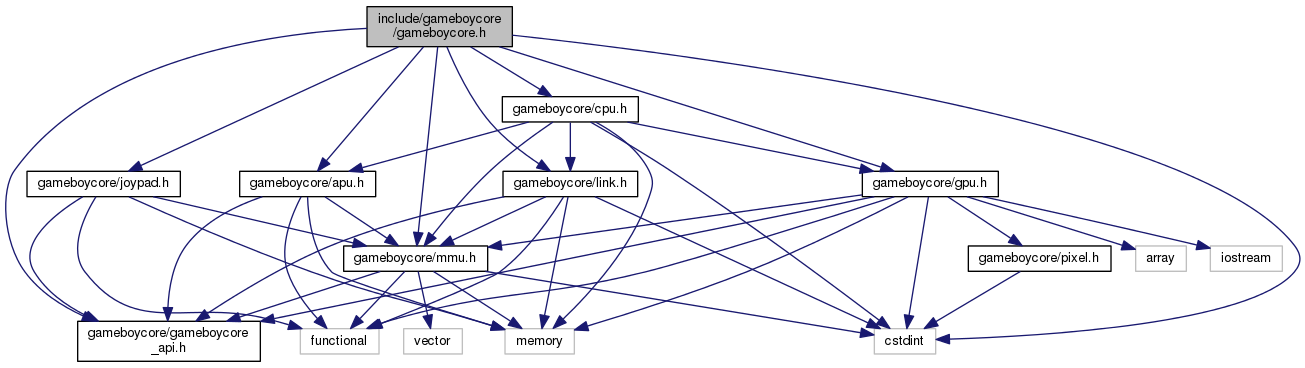 include/gameboycore
/gameboycore.h
gameboycore/cpu.h
gameboycore/joypad.h
gameboycore/apu.h
gameboycore/link.h
gameboycore/gpu.h
gameboycore/mmu.h
gameboycore/pixel.h
array
iostream
gameboycore/gameboycore
_api.h
functional
vector
memory
cstdint